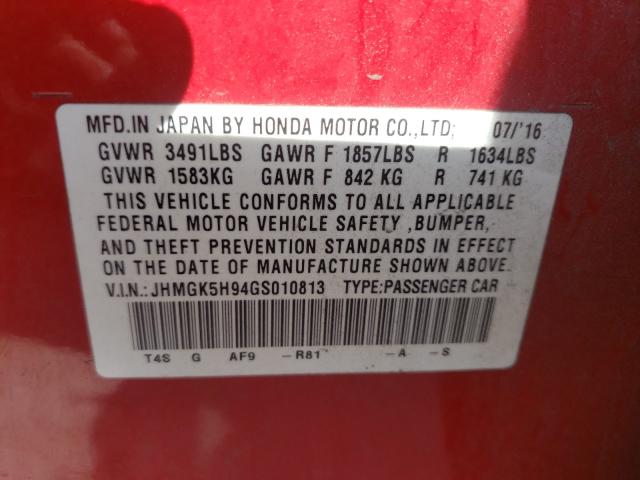 MFD.IN JAPAN BY HONDA MOTOR CO.,LTD; 07/'16
GVWR 3491LBS GAWR F 1857LBS R 1634LBS
GVWR 1583KG GAWR F 842 KG R 741 KG
THIS VEHICLE CONFORMS TO ALL APPLICABLE
FEDERAL MOTOR VEHICLE SAFETY ,BUMPER,
AND THEFT PREVENTION STANDARDS IN EFFECT
ON THE DATE OF MANUFACTURE SHOWN ABOVE.
V.I.N.: JHMGK5H94GS010813 TYPE:PASSENGER CAR
T4S G AF9 -R81 -A -S